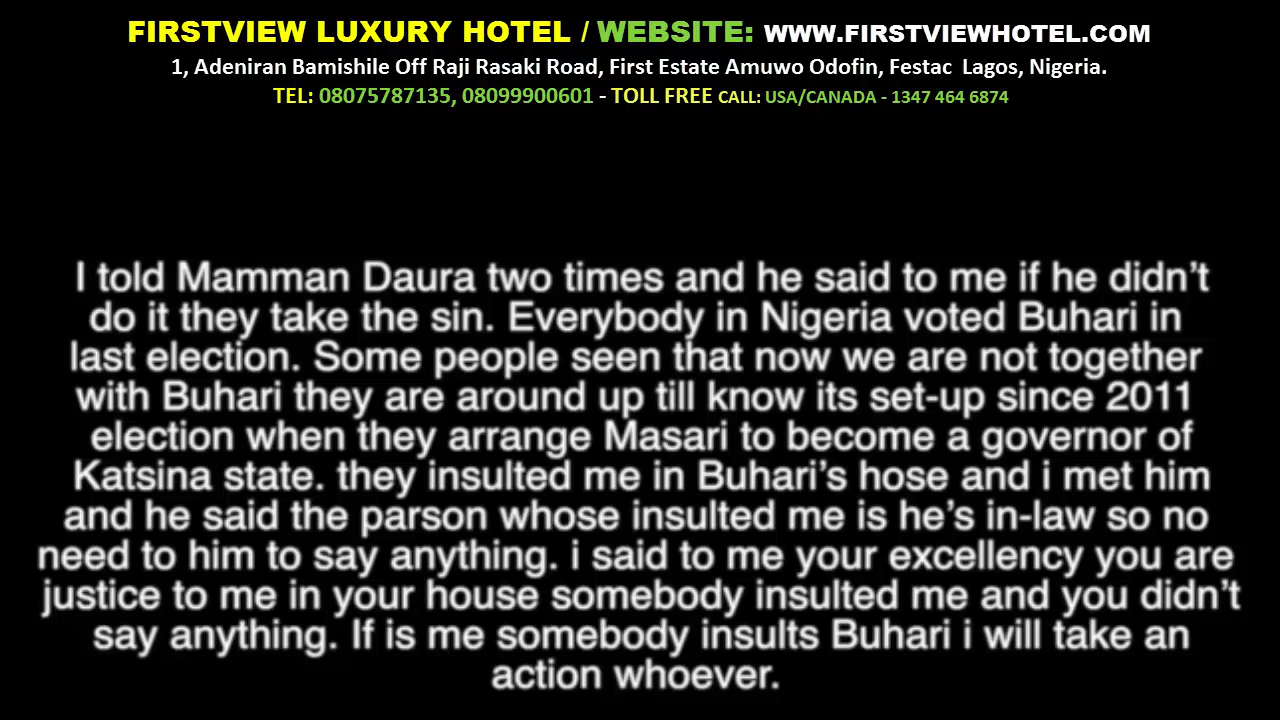 FIRSTVIEW LUXURY HOTEL / WEBSITE: WWW.FIRSTVIEWHOTEL.COM
1, Adeniran Bamishile Off Raji Rasaki Road, First Estate Amuwo Odofin, Festac Lagos, Nigeria.
TEL: 08075787135, 08099900601 - TOLL FREE CALL: USA/CANADA - 1347 464 6874
I told Mamman Daura two times and he said to me if he didn't
do it they take the sin. Everybody in Nigeria voted Buhari in
last election. Some people seen that now we are not together
with Buhari they are around up till know its set-up since 2011
election when they arrange Masari to become a governor of
Katsina state. they insulted me in Buhari's hose and i met him
and he said the parson whose insulted me is he's in-law so no
need to him to say anything. i said to me your excellency you are
justice to me in your house somebody insulted me and you didn't
say anything. If is me somebody insults Buhari i will take an
action whoever.